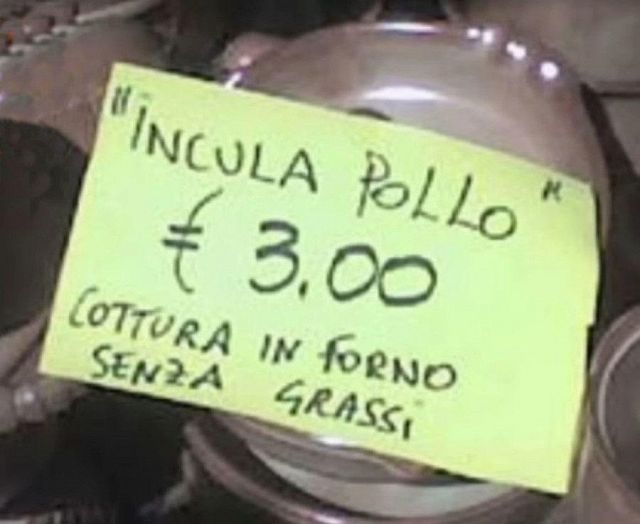 "INCULA POLLO"
€ 3.00
COTTURA IN FORNO
SENZA GRASSI